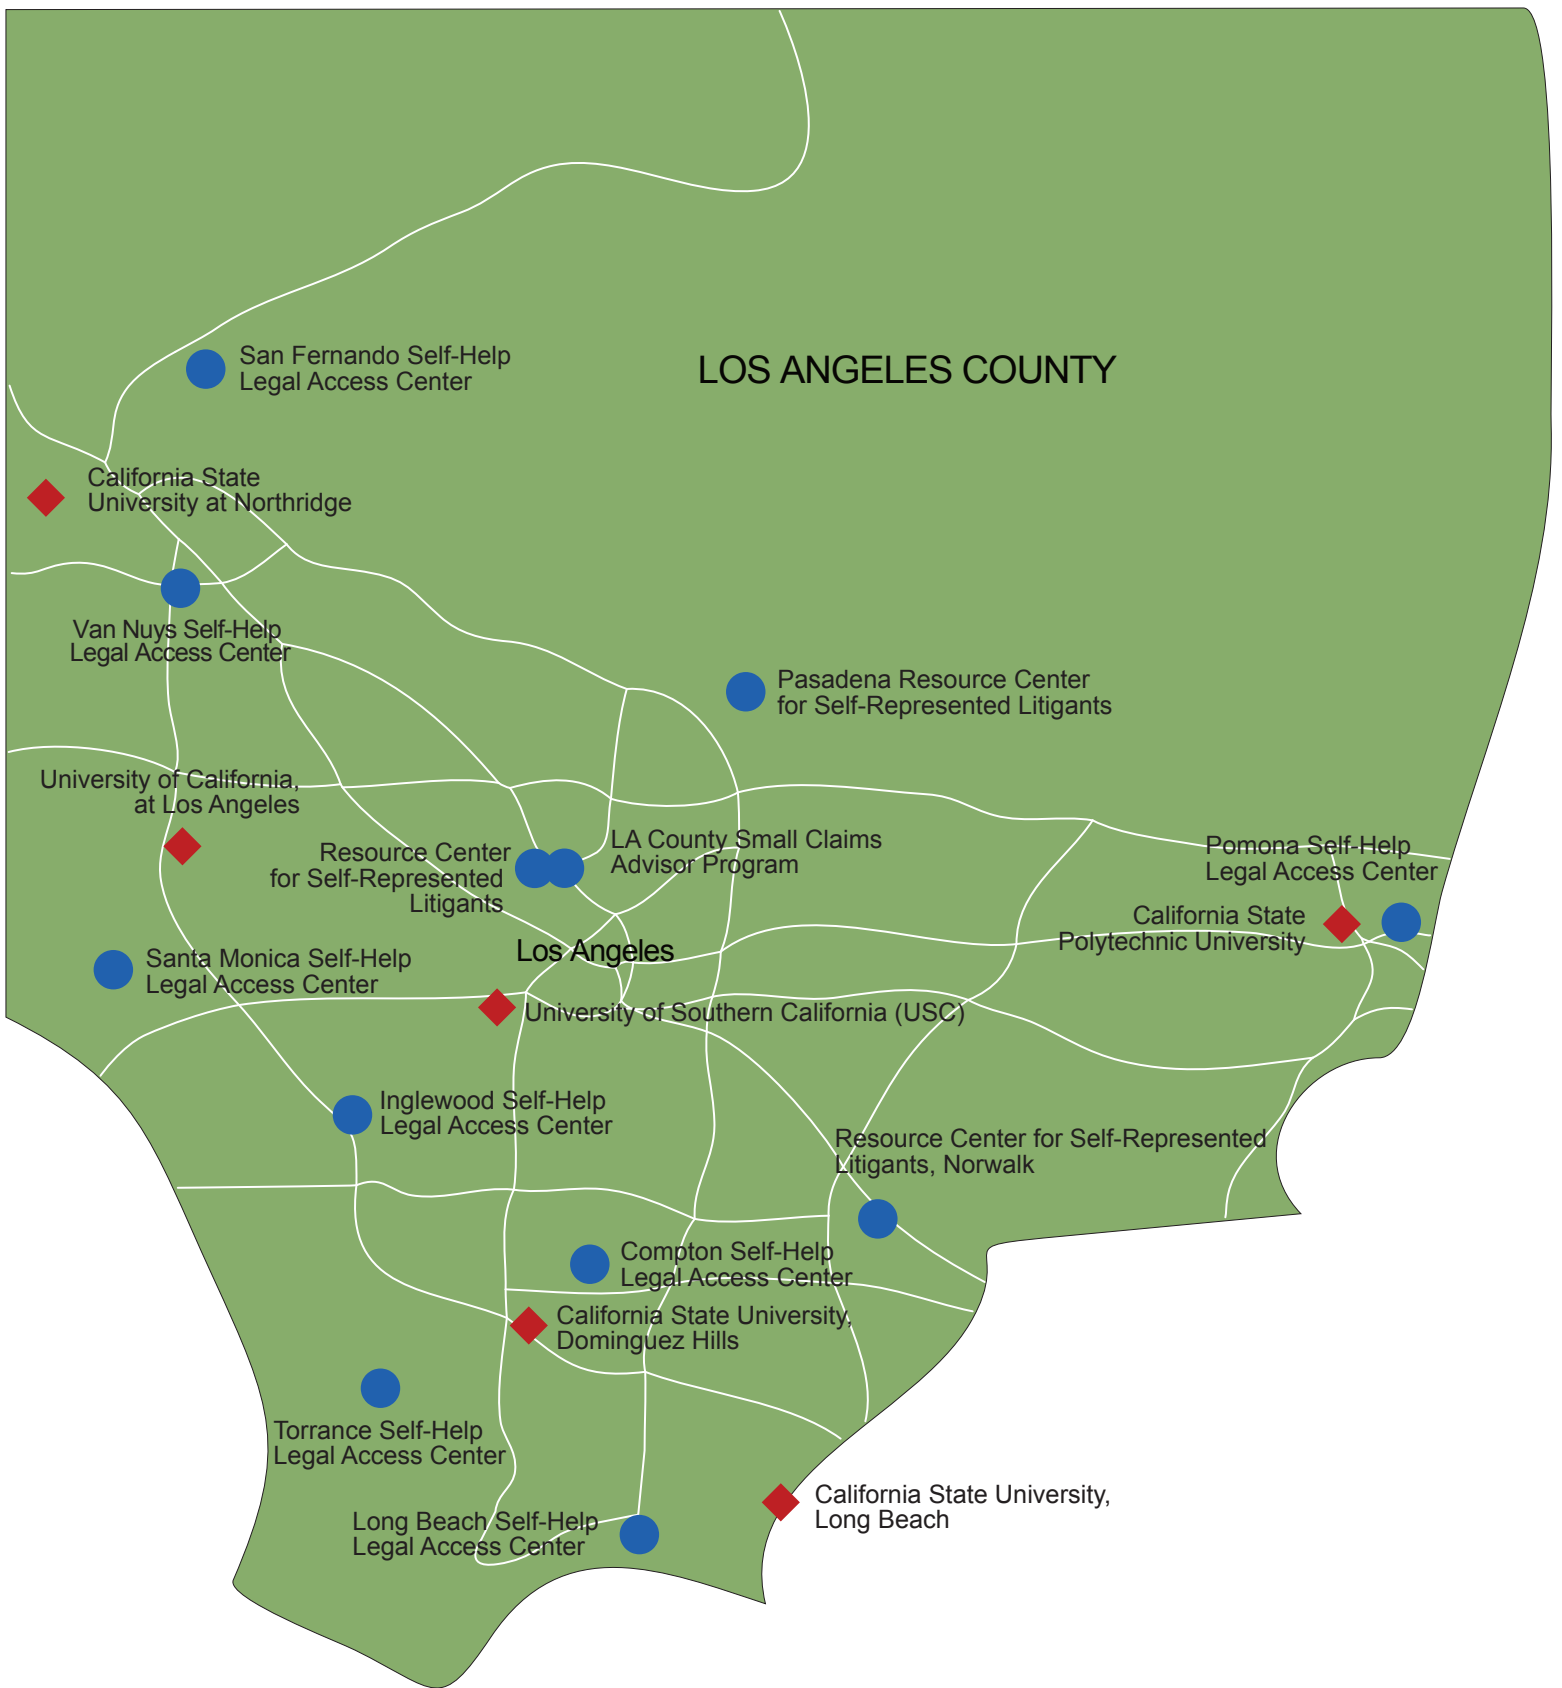 San Fernando Self-Help
Legal Access Center
LOS ANGELES COUNTY
California State
University at Northridge
Van Nuys Self-Help
Legal Access Center
Pasadena Resource Center
for Self-Represented Litigants
University of California,
at Los Angeles
Resource Center
for Self-Represented
Litigants
LA County Small Claims
Advisor Program
Pomona Self-Help
Legal Access Center
California State
Polytechnic University
Los Angeles
Santa Monica Self-Help
Legal Access Center
University of Southern California (USC)
Inglewood Self-Help
Legal Access Center
Resource Center for Self-Represented
Litigants, Norwalk
Compton Self-Help
Legal Access Center
California State University,
Dominguez Hills
Torrance Self-Help
Legal Access Center
California State University,
Long Beach
Long Beach Self-Help
Legal Access Center